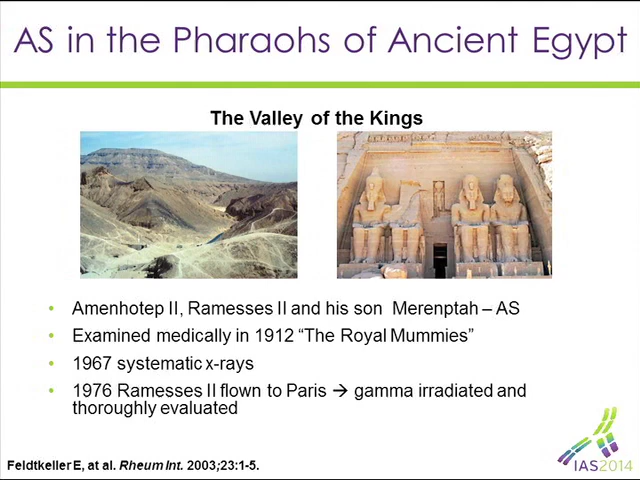 AS in the Pharaohs of Ancient Egypt
The Valley of the Kings
• Amenhotep II, Ramesses II and his son Merenptah – AS
• Examined medically in 1912 “The Royal Mummies”
• 1967 systematic x-rays
• 1976 Ramesses II flown to Paris → gamma irradiated and
thoroughly evaluated
Feldtkeller E, at al. Rheum Int. 2003;23:1-5.
IAS2014